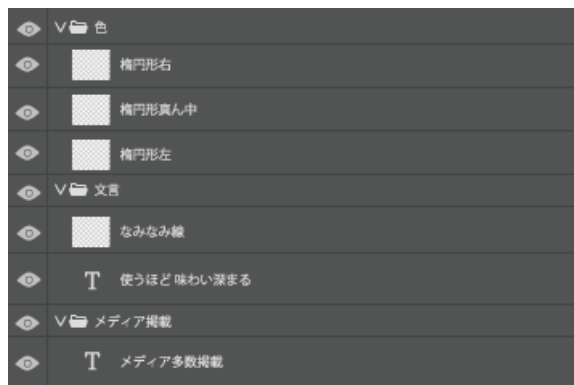 色
楕円形右
楕円形真ん中
楕円形左
文言
なみなみ線
T 使うほど 味わい深まる
メディア掲載
T メディア多数掲載